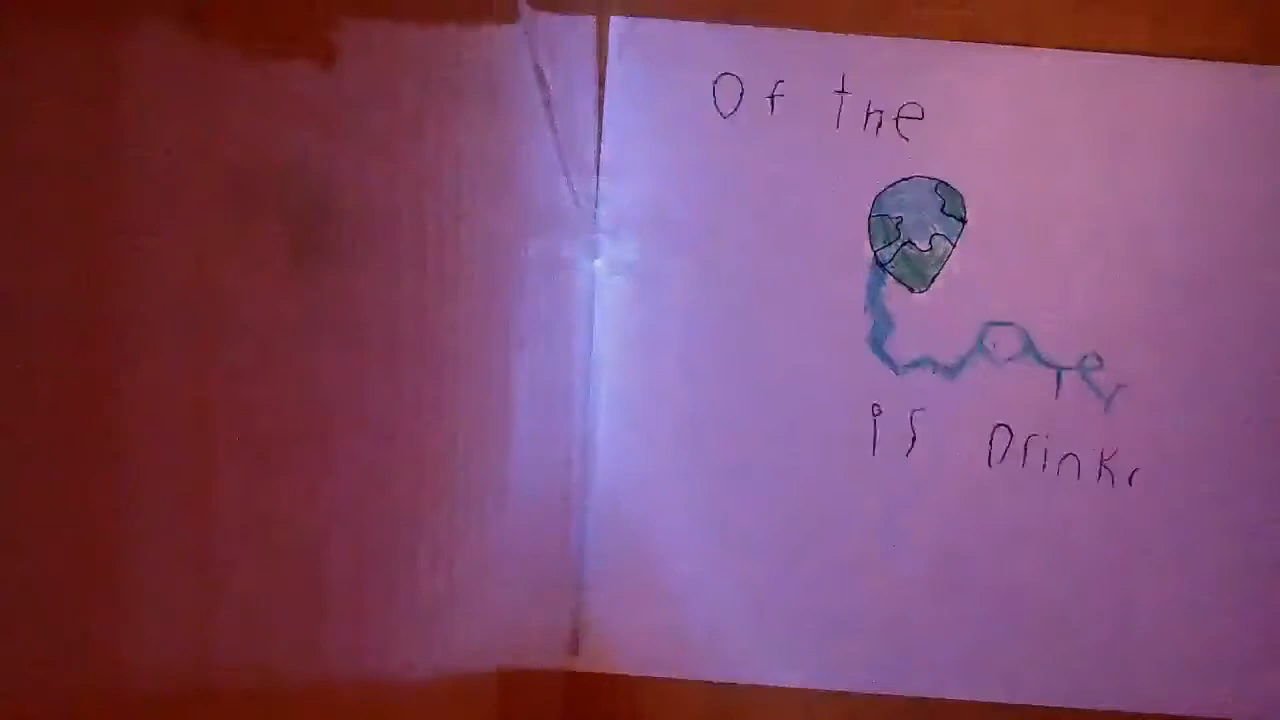 Of the
water
is Drink